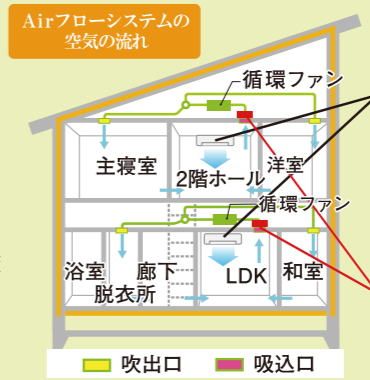 Airフローシステムの
空気の流れ
循環ファン
主寝室
2階ホール
洋室
循環ファン
浴室
脱衣所
廊下
LDK
和室
吹出口
吸込口